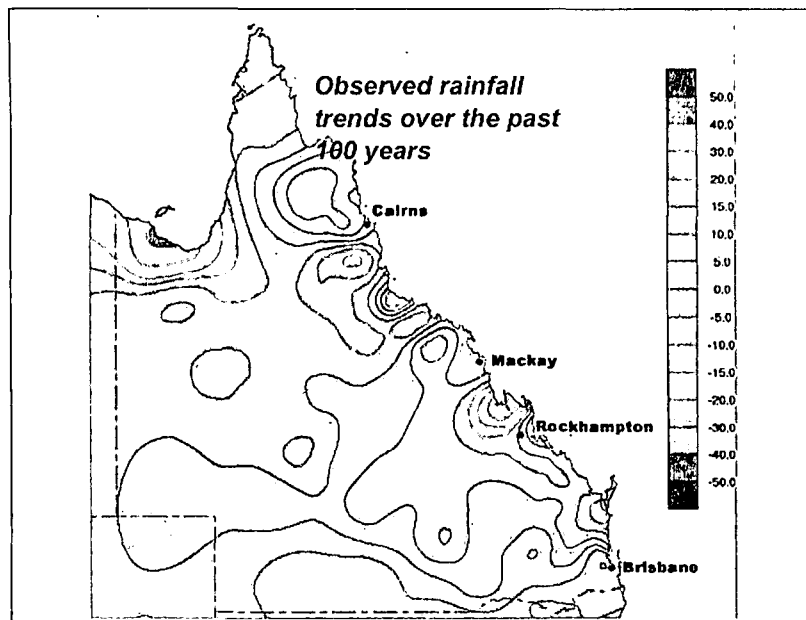 Observed rainfall
trends over the past
100 years
Cairns
Mackay
Rockhampton
Brisbano
50.0
40.0
30.0
20.0
15.0
10.0
5.0
0.0
-5.0
-10.0
-15.0
-20.0
-30.0
-40.0
-50.0